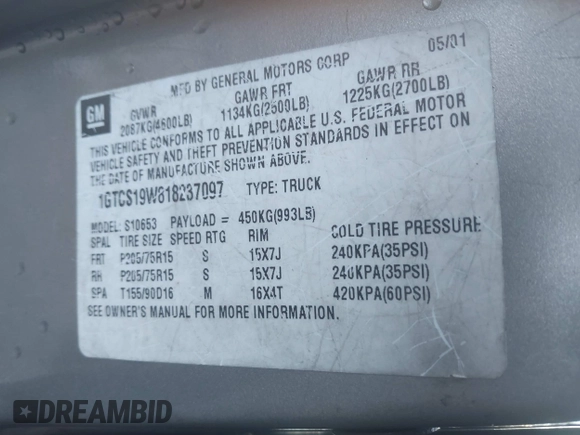 GM
MFD BY GENERAL MOTORS CORP 05/01
GVWR GAWR FRT GAWR RR
2087KG(4600LB) 1134KG(2500LB) 1225KG(2700LB)
THIS VEHICLE CONFORMS TO ALL APPLICABLE U.S. FEDERAL MOTOR
VEHICLE SAFETY AND THEFT PREVENTION STANDARDS IN EFFECT ON
THE DATE OF MANUFACTURE SHOWN ABOVE.
1GTCS19W818237097 TYPE: TRUCK
MODEL: S10653 PAYLOAD = 450KG(993LB)
SPAL TIRE SIZE SPEED RTG RIM COLD TIRE PRESSURE
FRT P205/75R15 S 15X7J 240KPA(35PSI)
RR P205/75R15 S 15X7J 240KPA(35PSI)
SPA T155/90D16 M 16X4T 420KPA(60PSI)
SEE OWNER'S MANUAL FOR MORE INFORMATION.
DREAMBID